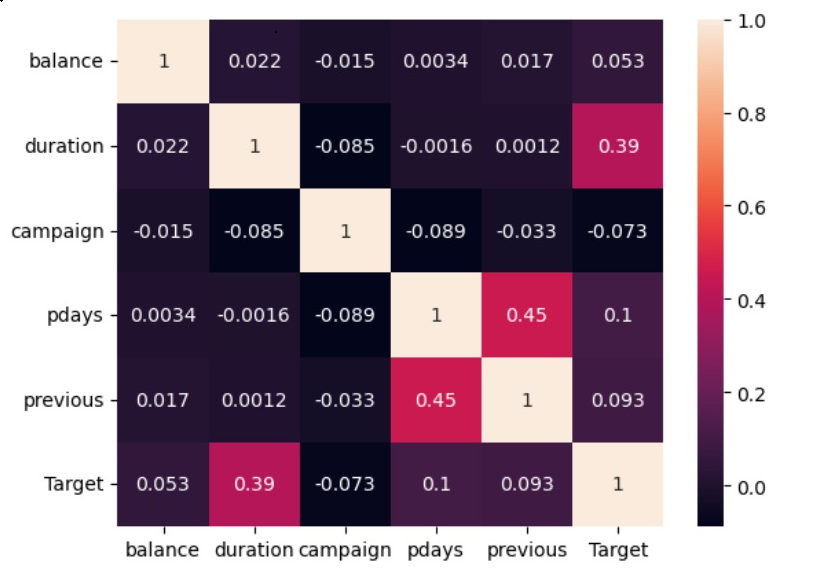 1.0
balance 1 0.022 -0.015 0.0034 0.017 0.053
0.8
duration 0.022 1 -0.085 -0.0016 0.0012 0.39
0.6
campaign -0.015 -0.085 1 -0.089 -0.033 -0.073
0.4
pdays 0.0034 -0.0016 -0.089 1 0.45 0.1
0.2
previous 0.017 0.0012 -0.033 0.45 1 0.093
Target 0.053 0.39 -0.073 0.1 0.093 1
0.0
balance duration campaign pdays previous Target